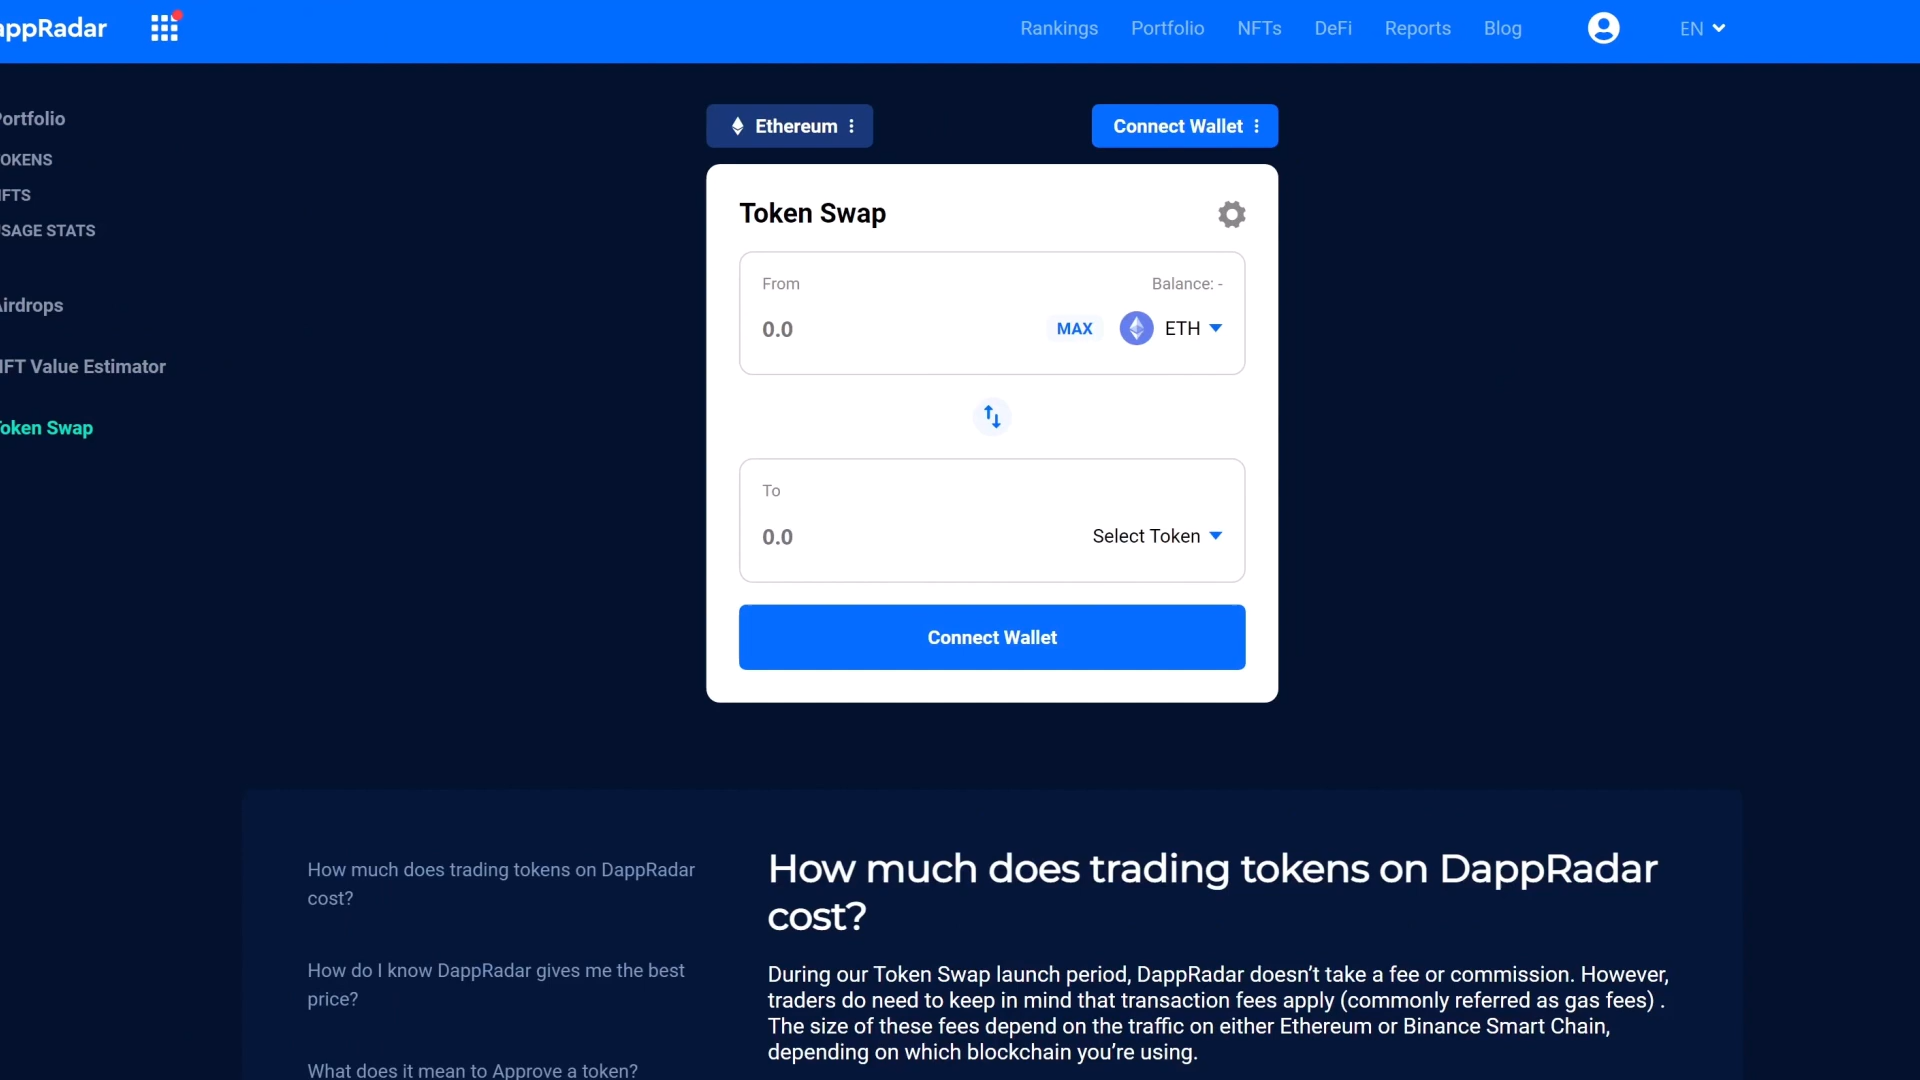 appRadar
Rankings
Portfolio
NFTs
DeFi
Reports
Blog
EN
ortfolio
OKENS
FTS
SAGE STATS
irdrops
FT Value Estimator
oken Swap
Ethereum
Connect Wallet
Token Swap
From
Balance: -
0.0
MAX
ETH
To
0.0
Select Token
Connect Wallet
How much does trading tokens on DappRadar
cost?
How do I know DappRadar gives me the best
price?
What does it mean to Approve a token?
How much does trading tokens on DappRadar
cost?
During our Token Swap launch period, DappRadar doesn’t take a fee or commission. However,
traders do need to keep in mind that transaction fees apply (commonly referred as gas fees) .
The size of these fees depend on the traffic on either Ethereum or Binance Smart Chain,
depending on which blockchain you’re using.